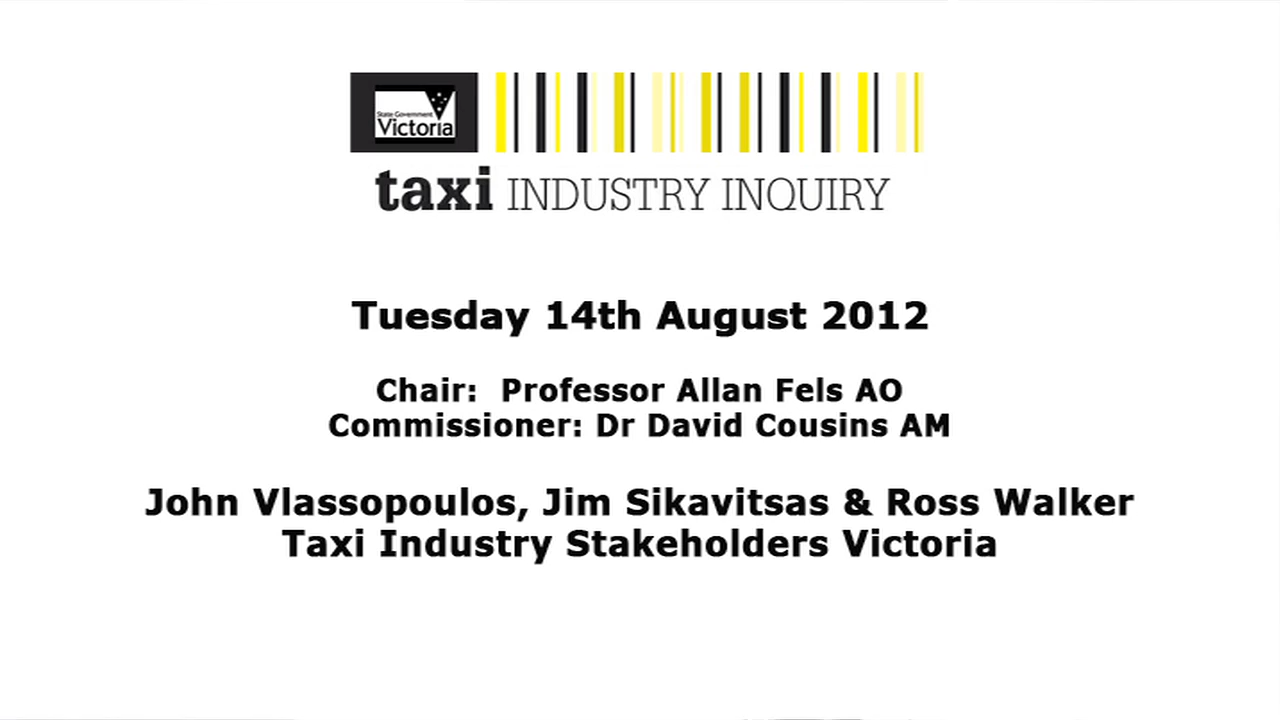 State Government
Victoria
taxi INDUSTRY INQUIRY
Tuesday 14th August 2012
Chair: Professor Allan Fels AO
Commissioner: Dr David Cousins AM
John Vlassopoulos, Jim Sikavitsas & Ross Walker
Taxi Industry Stakeholders Victoria